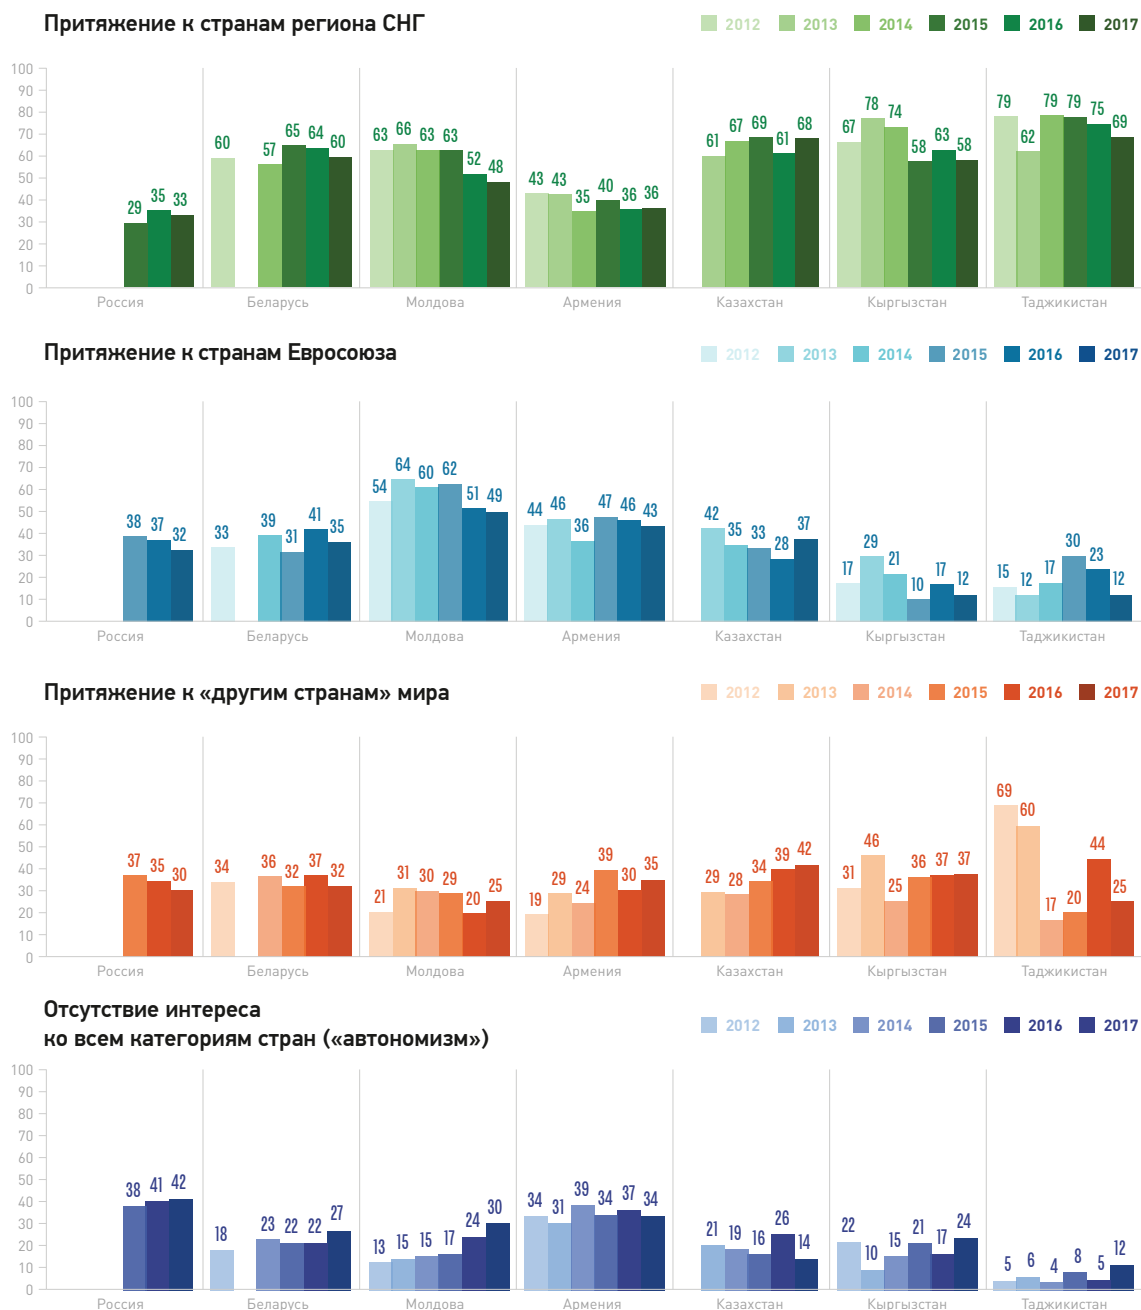 Притяжение к странам региона СНГ
2012 2013 2014 2015 2016 2017
100
90
80
70
60
50
40
30
20
10
0
29 35 33
60 57 65 64 60
63 66 63 63 52 48
43 43 35 40 36 36
61 67 69 61 68
67 78 74 58 63 58
79 62 79 79 75 69
Россия Беларусь Молдова Армения Казахстан Кыргызстан Таджикистан
Притяжение к странам Евросоюза
2012 2013 2014 2015 2016 2017
100
90
80
70
60
50
40
30
20
10
0
38 37 32
33 39 31 41 35
54 64 60 62 51 49
44 46 36 47 46 43
42 35 33 28 37
17 29 21 10 17 12
15 12 17 30 23 12
Россия Беларусь Молдова Армения Казахстан Кыргызстан Таджикистан
Притяжение к «другим странам» мира
2012 2013 2014 2015 2016 2017
100
90
80
70
60
50
40
30
20
10
0
37 35 30
34 36 32 37 32
21 31 30 29 20 25
19 29 24 39 30 35
29 28 34 39 42
31 46 25 36 37 37
69 60 17 20 44 25
Россия Беларусь Молдова Армения Казахстан Кыргызстан Таджикистан
Отсутствие интереса
ко всем категориям стран («автономизм»)
2012 2013 2014 2015 2016 2017
100
90
80
70
60
50
40
30
20
10
0
38 41 42
18 23 22 22 27
13 15 15 17 24 30
34 31 39 34 37 34
21 19 16 26 14
22 10 15 21 17 24
5 6 4 8 5 12
Россия Беларусь Молдова Армения Казахстан Кыргызстан Таджикистан